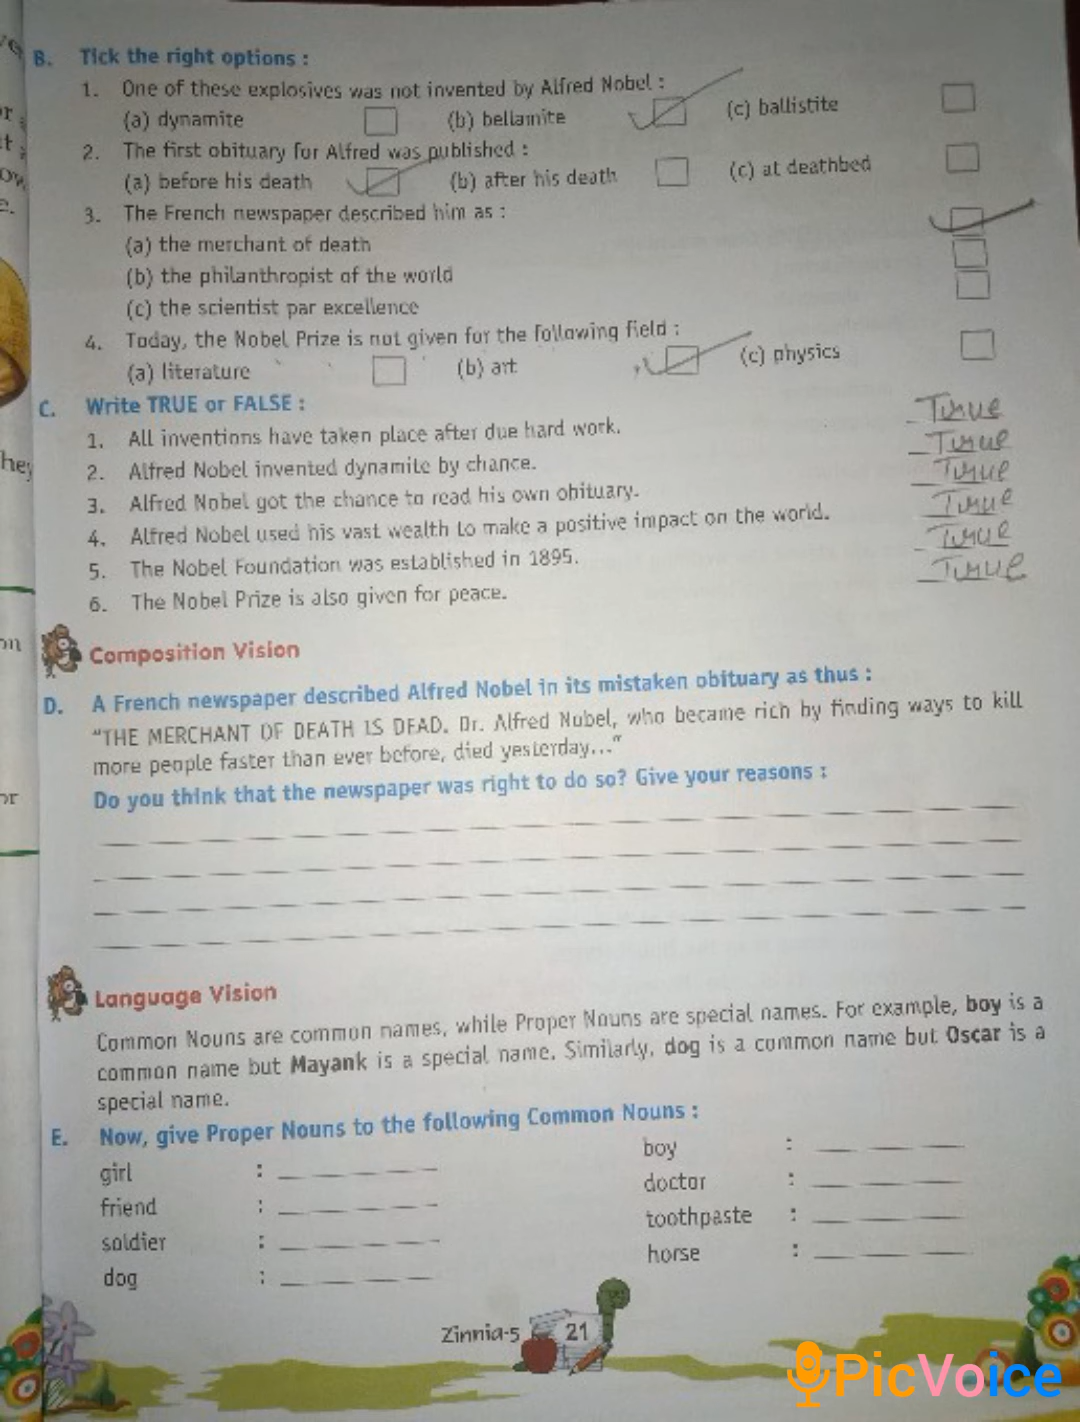 B. Tick the right options :
1. One of these explosives was not invented by Alfred Nobel :
(a) dynamite (b) bellamite (c) ballistite
2. The first obituary for Alfred was published :
(a) before his death (b) after his death (c) at deathbed
3. The French newspaper described him as :
(a) the merchant of death
(b) the philanthropist of the world
(c) the scientist par excellence
4. Today, the Nobel Prize is not given for the following field :
(a) literature (b) art (c) physics
C. Write TRUE or FALSE :
1. All inventions have taken place after due hard work. True
2. Alfred Nobel invented dynamite by chance. True
3. Alfred Nobel got the chance to read his own obituary. True
4. Alfred Nobel used his vast wealth to make a positive impact on the world. True
5. The Nobel Foundation was established in 1895. True
6. The Nobel Prize is also given for peace. True
Composition Vision
D. A French newspaper described Alfred Nobel in its mistaken obituary as thus :
"THE MERCHANT OF DEATH IS DEAD. Dr. Alfred Nobel, who became rich by finding ways to kill
more people faster than ever before, died yesterday..."
Do you think that the newspaper was right to do so? Give your reasons :
Language Vision
Common Nouns are common names, while Proper Nouns are special names. For example, boy is a
common name but Mayank is a special name. Similarly, dog is a common name but Oscar is a
special name.
E. Now, give Proper Nouns to the following Common Nouns :
girl : boy :
friend : doctor :
soldier : toothpaste :
dog : horse :
Zinnia-5 21
PicVoice